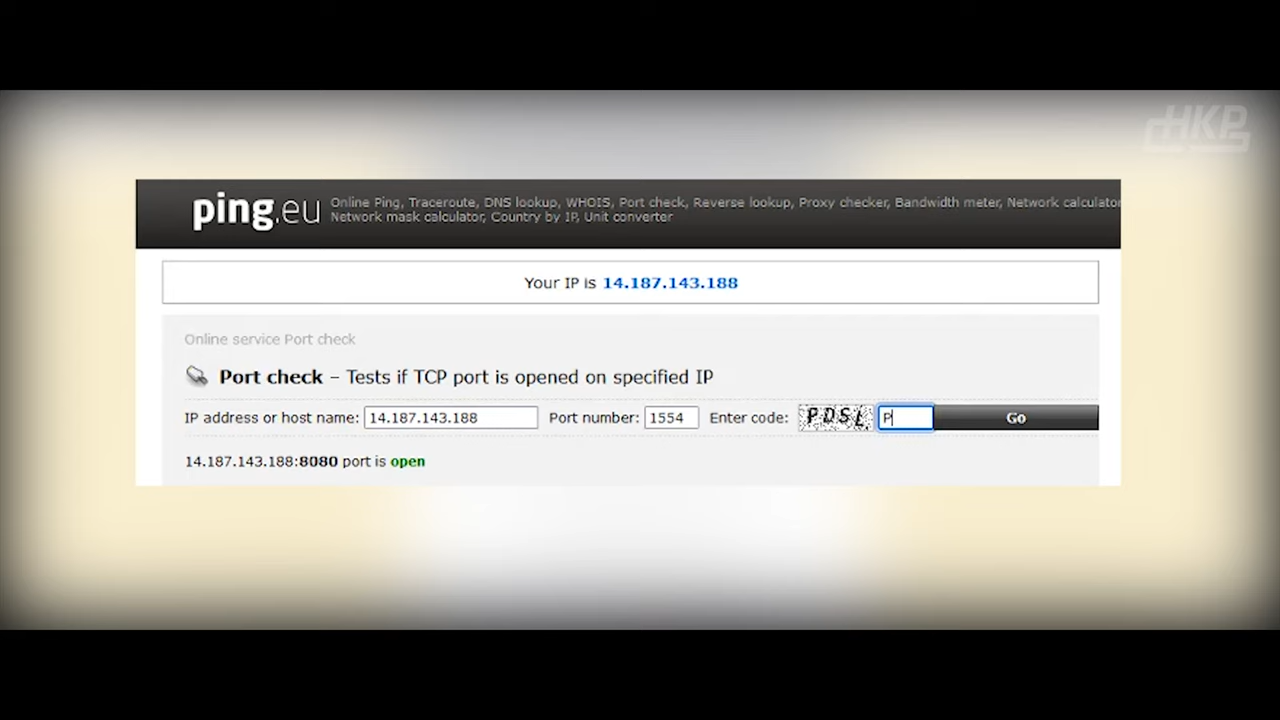 HKP
ping.eu
Online Ping, Traceroute, DNS lookup, WHOIS, Port check, Reverse lookup, Proxy checker, Bandwidth meter, Network calculator
Network mask calculator, Country by IP, Unit converter
Your IP is 14.187.143.188
Online service Port check
Port check – Tests if TCP port is opened on specified IP
IP address or host name: 14.187.143.188 Port number: 1554 Enter code: PDSL P Go
14.187.143.188:8080 port is open